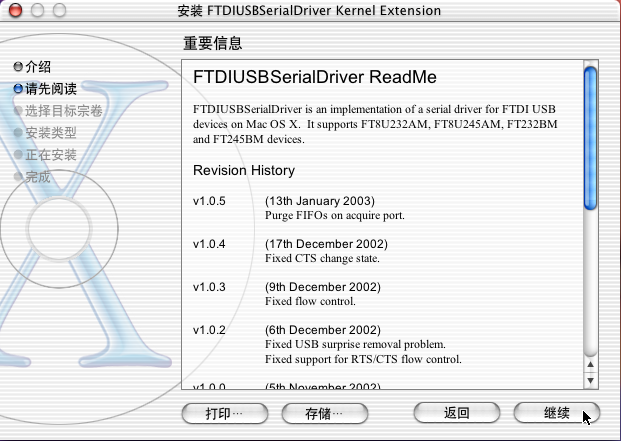 安装 FTDIUSBSerialDriver Kernel Extension
重要信息
介绍
请先阅读
选择目标宗卷
安装类型
正在安装
完成
FTDIUSBSerialDriver ReadMe
FTDIUSBSerialDriver is an implementation of a serial driver for FTDI USB
devices on Mac OS X.  It supports FT8U232AM, FT8U245AM, FT232BM
and FT245BM devices.
Revision History
v1.0.5 (13th January 2003)
Purge FIFOs on acquire port.
v1.0.4 (17th December 2002)
Fixed CTS change state.
v1.0.3 (9th December 2002)
Fixed flow control.
v1.0.2 (6th December 2002)
Fixed USB surprise removal problem.
Fixed support for RTS/CTS flow control.
v1.0.0 (5th November 2002)
打印…
存储…
返回
继续